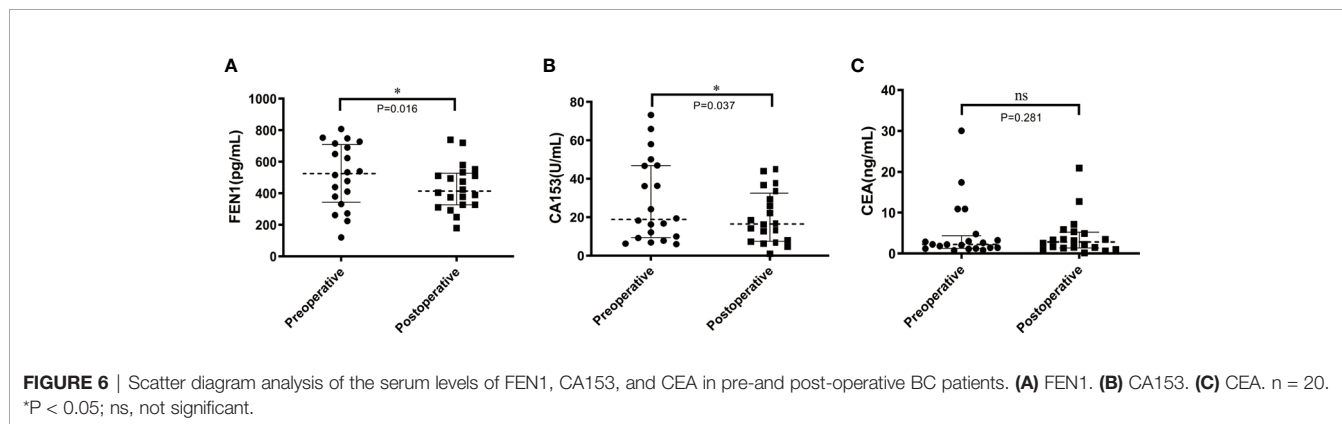 A
B
C
*
P=0.016
1000
800
600
400
200
0
FEN1(pg/mL)
Preoperative
Postoperative
*
P=0.037
80
60
40
20
0
CA153(U/mL)
Preoperative
Postoperative
ns
P=0.281
40
30
20
10
0
CEA(ng/mL)
Preoperative
Postoperative
FIGURE 6 | Scatter diagram analysis of the serum levels of FEN1, CA153, and CEA in pre-and post-operative BC patients. (A) FEN1. (B) CA153. (C) CEA. n = 20.
*P < 0.05; ns, not significant.